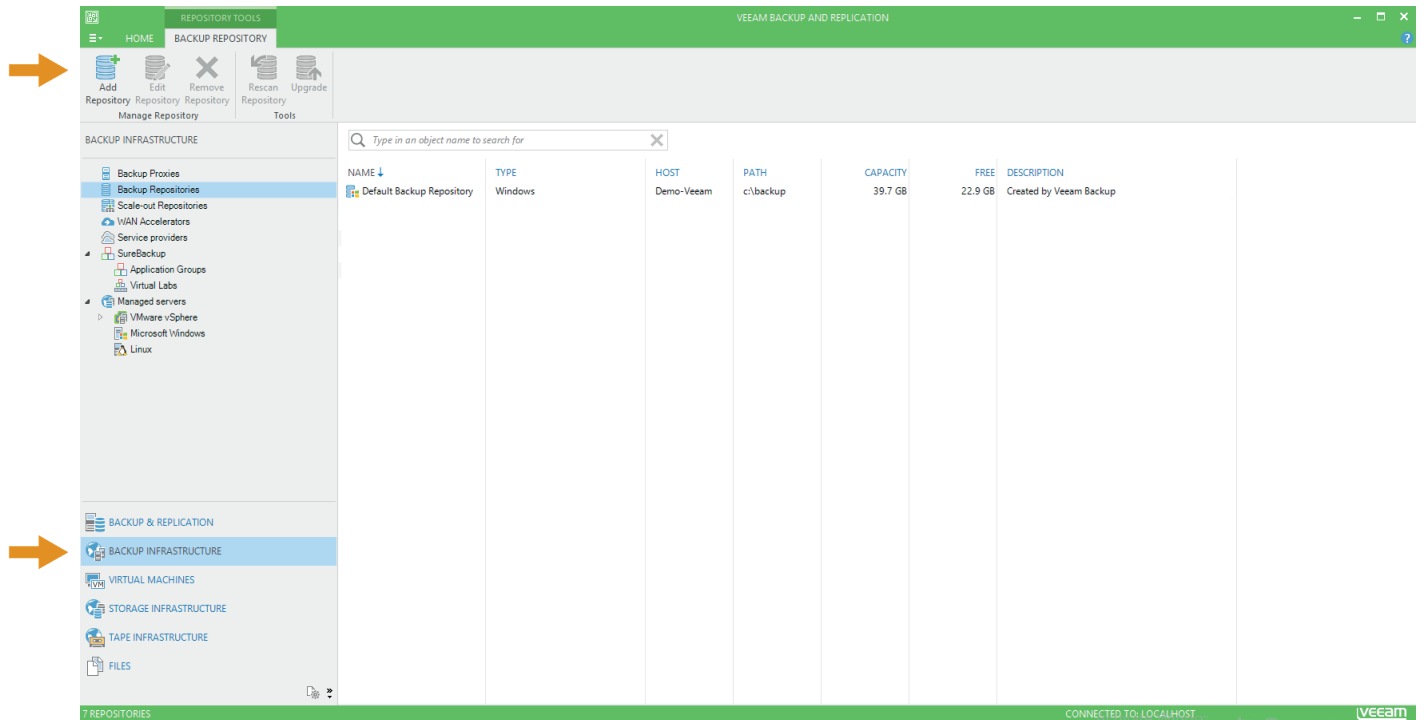 REPOSITORY TOOLS
VEEAM BACKUP AND REPLICATION
HOME BACKUP REPOSITORY
Add Repository
Edit Repository
Remove Repository
Rescan Repository
Upgrade
Manage Repository
Tools
BACKUP INFRASTRUCTURE
Backup Proxies
Backup Repositories
Scale-out Repositories
WAN Accelerators
Service providers
SureBackup
Application Groups
Virtual Labs
Managed servers
VMware vSphere
Microsoft Windows
Linux
BACKUP & REPLICATION
BACKUP INFRASTRUCTURE
VIRTUAL MACHINES
STORAGE INFRASTRUCTURE
TAPE INFRASTRUCTURE
FILES
Type in an object name to search for
NAME TYPE HOST PATH CAPACITY FREE DESCRIPTION
Default Backup Repository Windows Demo-Veeam c:\backup 39.7 GB 22.9 GB Created by Veeam Backup
7 REPOSITORIES
CONNECTED TO: LOCALHOST
veeam